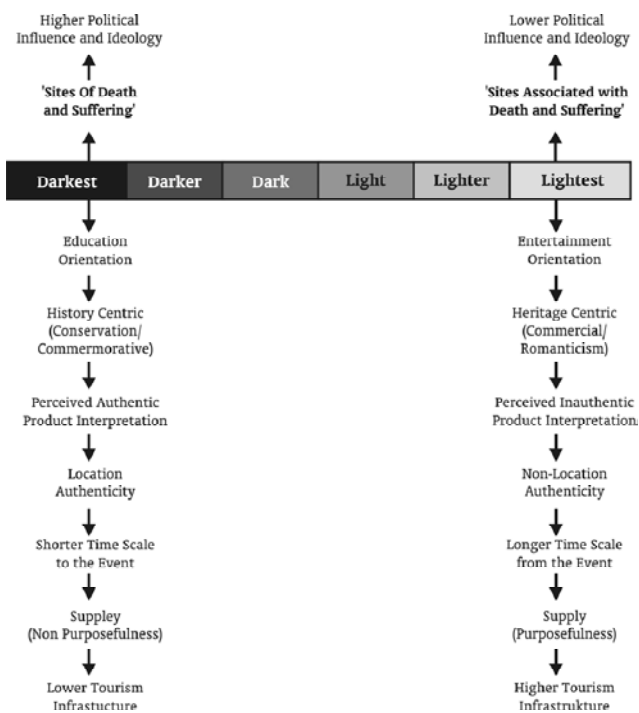 Higher Political
Influence and Ideology
Lower Political
Influence and Ideology
'Sites Of Death
and Suffering'
'Sites Associated with
Death and Suffering'
Darkest Darker Dark Light Lighter Lightest
Education
Orientation
Entertainment
Orientation
History Centric
(Conservation/
Commermorative)
Heritage Centric
(Commercial/
Romanticism)
Perceived Authentic
Product Interpretation
Perceived Inauthentic
Product Interpretation
Location
Authenticity
Non-Location
Authenticity
Shorter Time Scale
to the Event
Longer Time Scale
from the Event
Suppley
(Non Purposefulness)
Supply
(Purposefulness)
Lower Tourism
Infrastucture
Higher Tourism
Infrastrukture